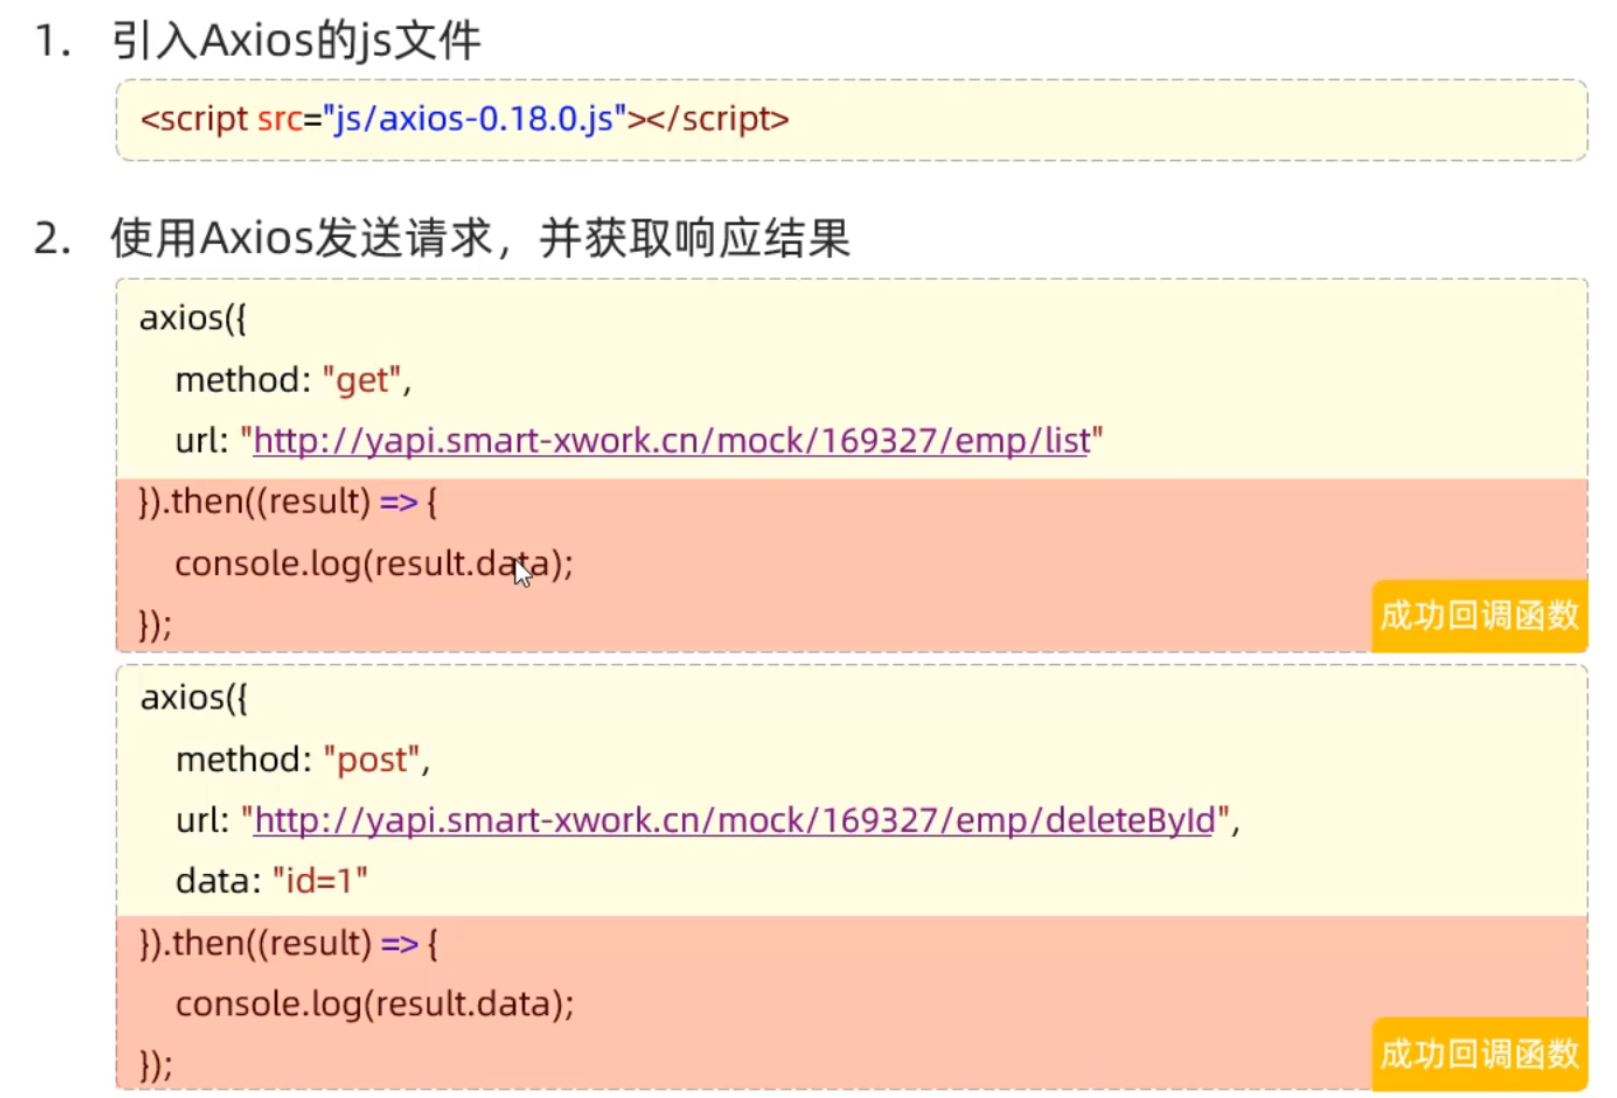 1. 引入Axios的js文件
<script src="js/axios-0.18.0.js"></script>
2. 使用Axios发送请求，并获取响应结果
axios({
method: "get",
url: "http://yapi.smart-xwork.cn/mock/169327/emp/list"
}).then((result) => {
console.log(result.data);
});
成功回调函数
axios({
method: "post",
url: "http://yapi.smart-xwork.cn/mock/169327/emp/deleteById",
data: "id=1"
}).then((result) => {
console.log(result.data);
});
成功回调函数